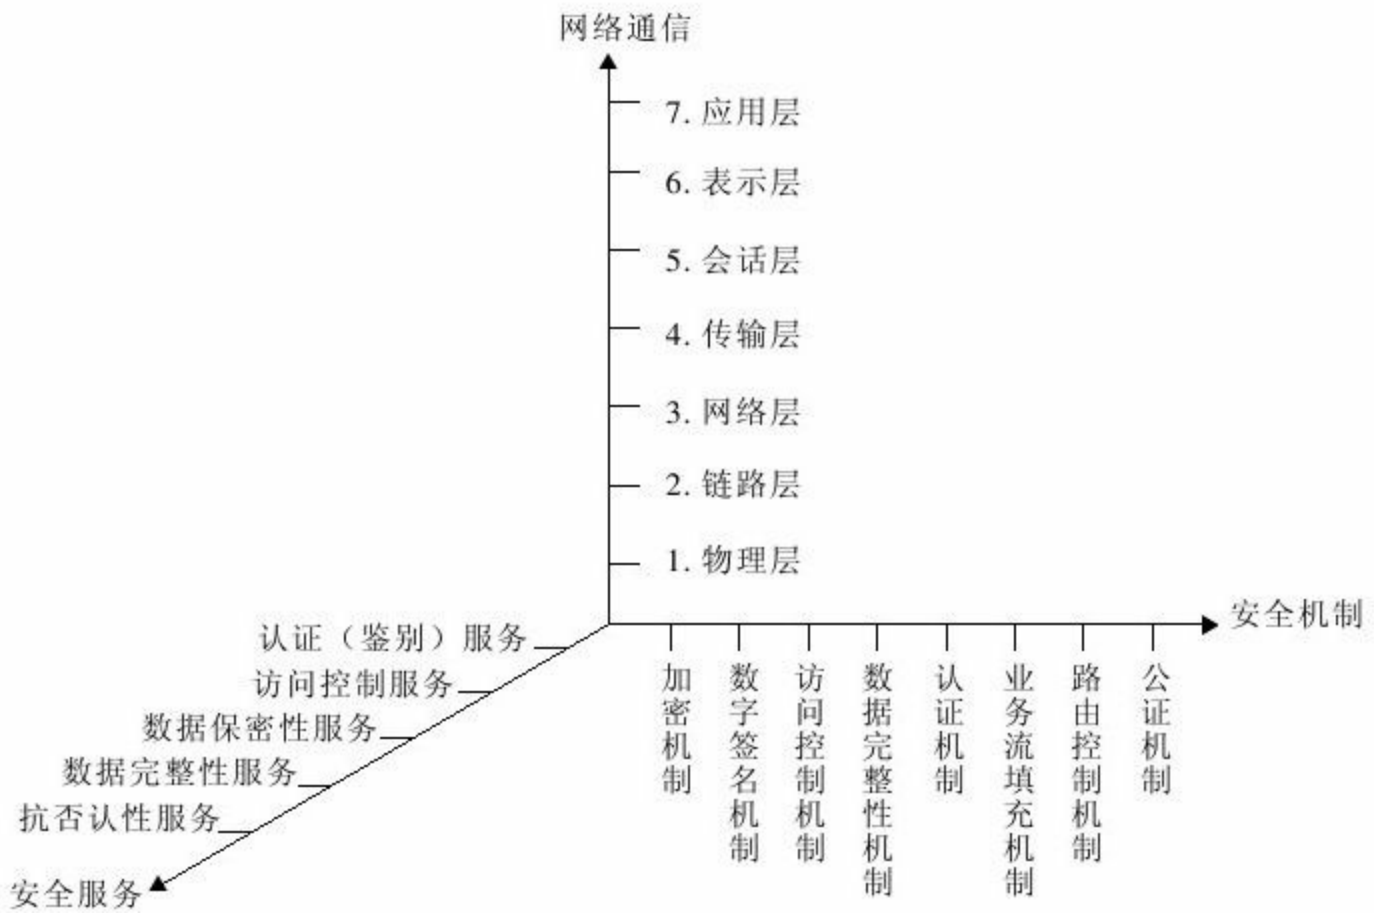 网络通信
7. 应用层
6. 表示层
5. 会话层
4. 传输层
3. 网络层
2. 链路层
1. 物理层
安全机制
加密机制
数字签名机制
访问控制机制
数据完整性机制
认证机制
业务流填充机制
路由控制机制
公证机制
认证（鉴别）服务
访问控制服务
数据保密性服务
数据完整性服务
抗否认性服务
安全服务